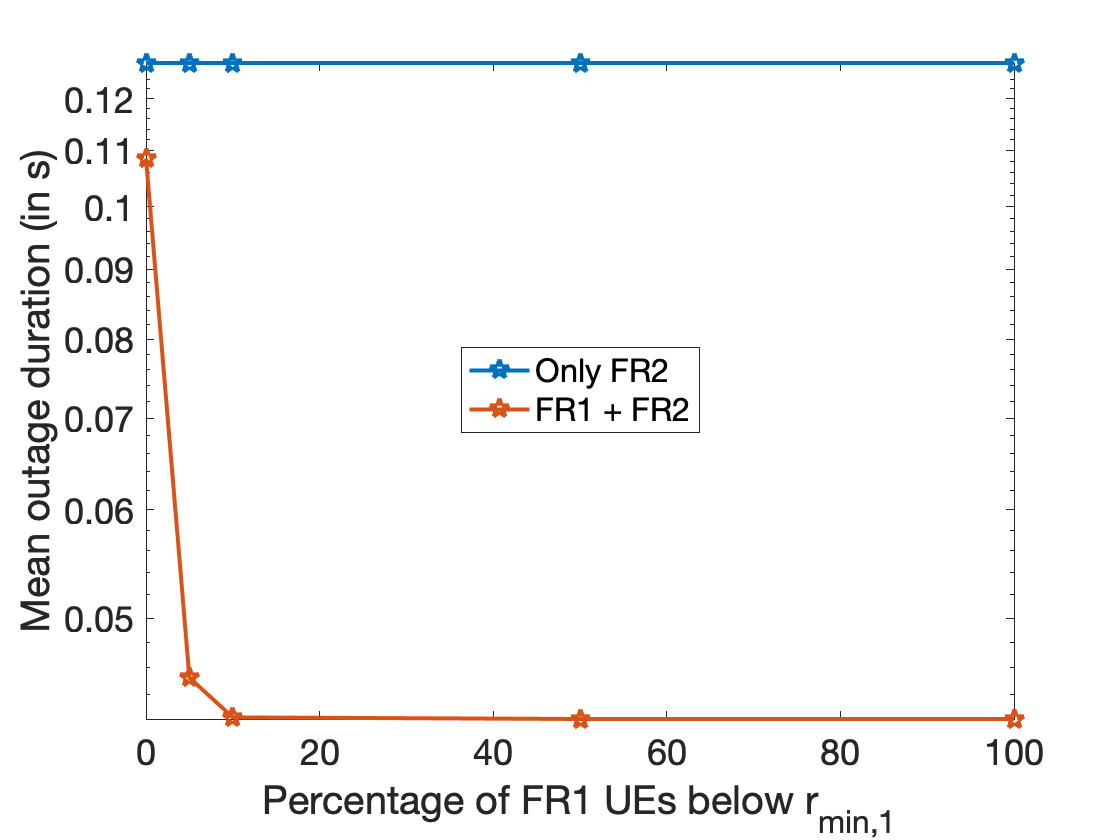 Mean outage duration (in s)
0.12
0.11
0.1
0.09
0.08
0.07
0.06
0.05
Only FR2
FR1 + FR2
0 20 40 60 80 100
Percentage of FR1 UEs below r_min,1